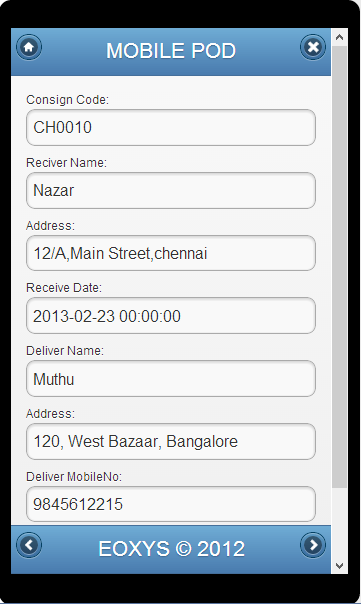 MOBILE POD
Consign Code:
CH0010
Reciver Name:
Nazar
Address:
12/A,Main Street,chennai
Receive Date:
2013-02-23 00:00:00
Deliver Name:
Muthu
Address:
120, West Bazaar, Bangalore
Deliver MobileNo:
9845612215
EOXYS © 2012